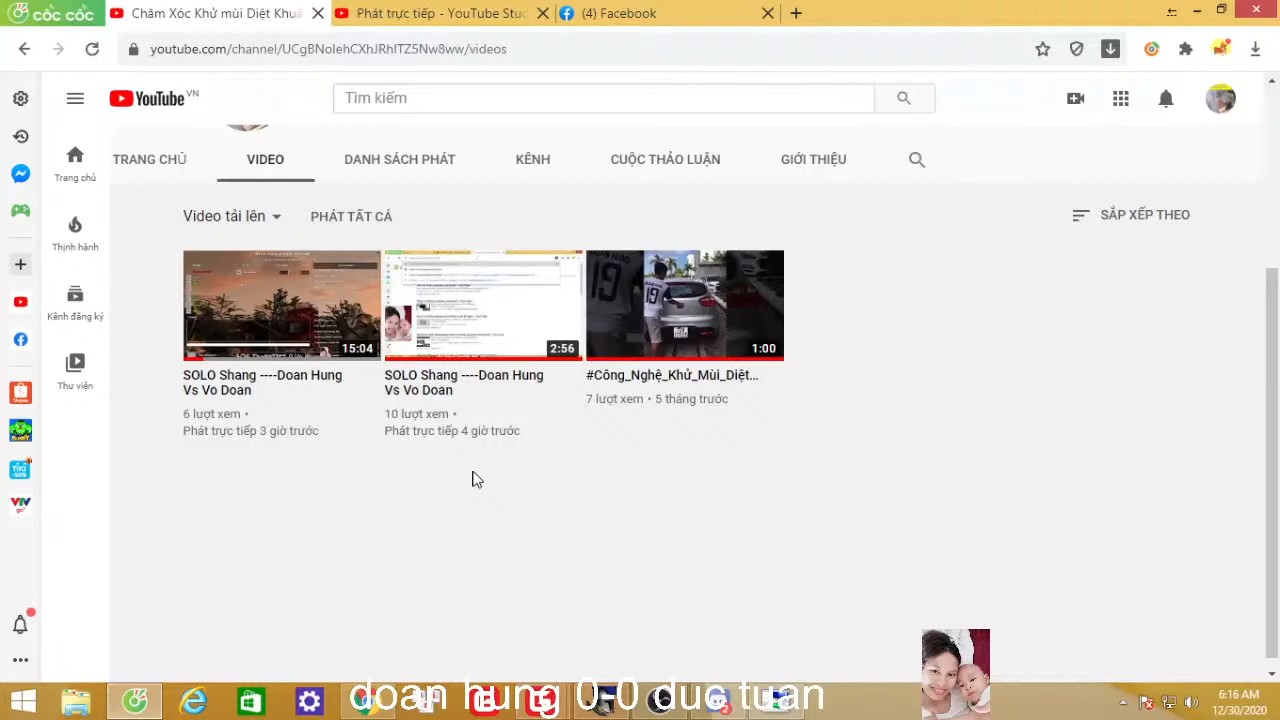 cốc cốc
Chăm Xóc Khử mùi Diệt Khuẩ
Phát trực tiếp - YouTube Stud
(4) Facebook
youtube.com/channel/UCgBNolehCXhJRhlTZ5Nw8ww/videos
YouTube VN
Tìm kiếm
TRANG CHỦ
VIDEO
DANH SÁCH PHÁT
KÊNH
CUỘC THẢO LUẬN
GIỚI THIỆU
Trang chủ
Thịnh hành
Kênh đăng ký
Thư viện
Video tải lên
PHÁT TẤT CẢ
SẮP XẾP THEO
15:04
2:56
1:00
SOLO Shang ----Doan Hung
Vs Vo Doan
6 lượt xem •
Phát trực tiếp 3 giờ trước
SOLO Shang ----Doan Hung
Vs Vo Doan
10 lượt xem •
Phát trực tiếp 4 giờ trước
#Công_Nghệ_Khử_Mùi_Diệt...
7 lượt xem • 5 tháng trước
doan hung 0-0 duc tuan
6:16 AM
12/30/2020